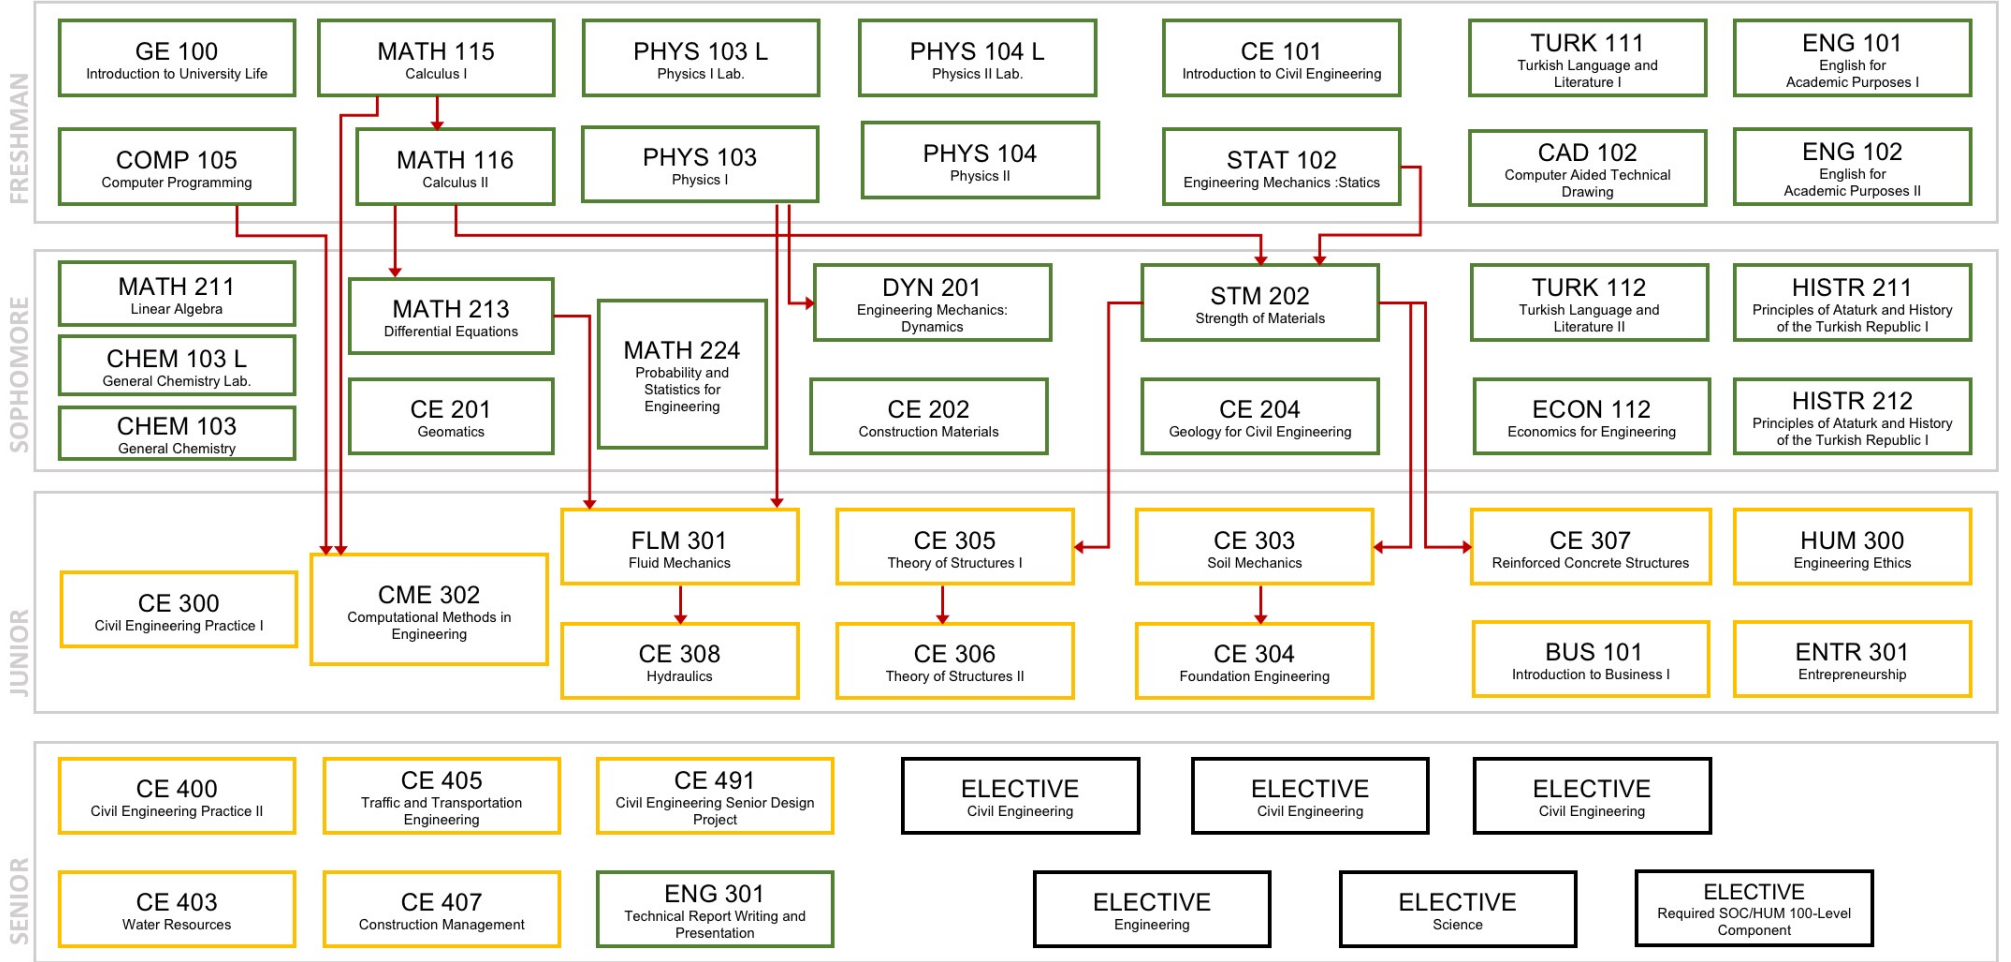 FRESHMAN
GE 100
Introduction to University Life
MATH 115
Calculus I
PHYS 103 L
Physics I Lab.
PHYS 104 L
Physics II Lab.
CE 101
Introduction to Civil Engineering
TURK 111
Turkish Language and
Literature I
ENG 101
English for
Academic Purposes I
COMP 105
Computer Programming
MATH 116
Calculus II
PHYS 103
Physics I
PHYS 104
Physics II
STAT 102
Engineering Mechanics :Statics
CAD 102
Computer Aided Technical
Drawing
ENG 102
English for
Academic Purposes II
SOPHOMORE
MATH 211
Linear Algebra
CHEM 103 L
General Chemistry Lab.
CHEM 103
General Chemistry
MATH 213
Differential Equations
CE 201
Geomatics
MATH 224
Probability and
Statistics for
Engineering
DYN 201
Engineering Mechanics:
Dynamics
CE 202
Construction Materials
STM 202
Strength of Materials
CE 204
Geology for Civil Engineering
TURK 112
Turkish Language and
Literature II
ECON 112
Economics for Engineering
HISTR 211
Principles of Ataturk and History
of the Turkish Republic I
HISTR 212
Principles of Ataturk and History
of the Turkish Republic I
JUNIOR
CE 300
Civil Engineering Practice I
CME 302
Computational Methods in
Engineering
FLM 301
Fluid Mechanics
CE 308
Hydraulics
CE 305
Theory of Structures I
CE 306
Theory of Structures II
CE 303
Soil Mechanics
CE 304
Foundation Engineering
CE 307
Reinforced Concrete Structures
BUS 101
Introduction to Business I
HUM 300
Engineering Ethics
ENTR 301
Entrepreneurship
SENIOR
CE 400
Civil Engineering Practice II
CE 405
Traffic and Transportation
Engineering
CE 491
Civil Engineering Senior Design
Project
ELECTIVE
Civil Engineering
ELECTIVE
Civil Engineering
ELECTIVE
Civil Engineering
CE 403
Water Resources
CE 407
Construction Management
ENG 301
Technical Report Writing and
Presentation
ELECTIVE
Engineering
ELECTIVE
Science
ELECTIVE
Required SOC/HUM 100-Level
Component